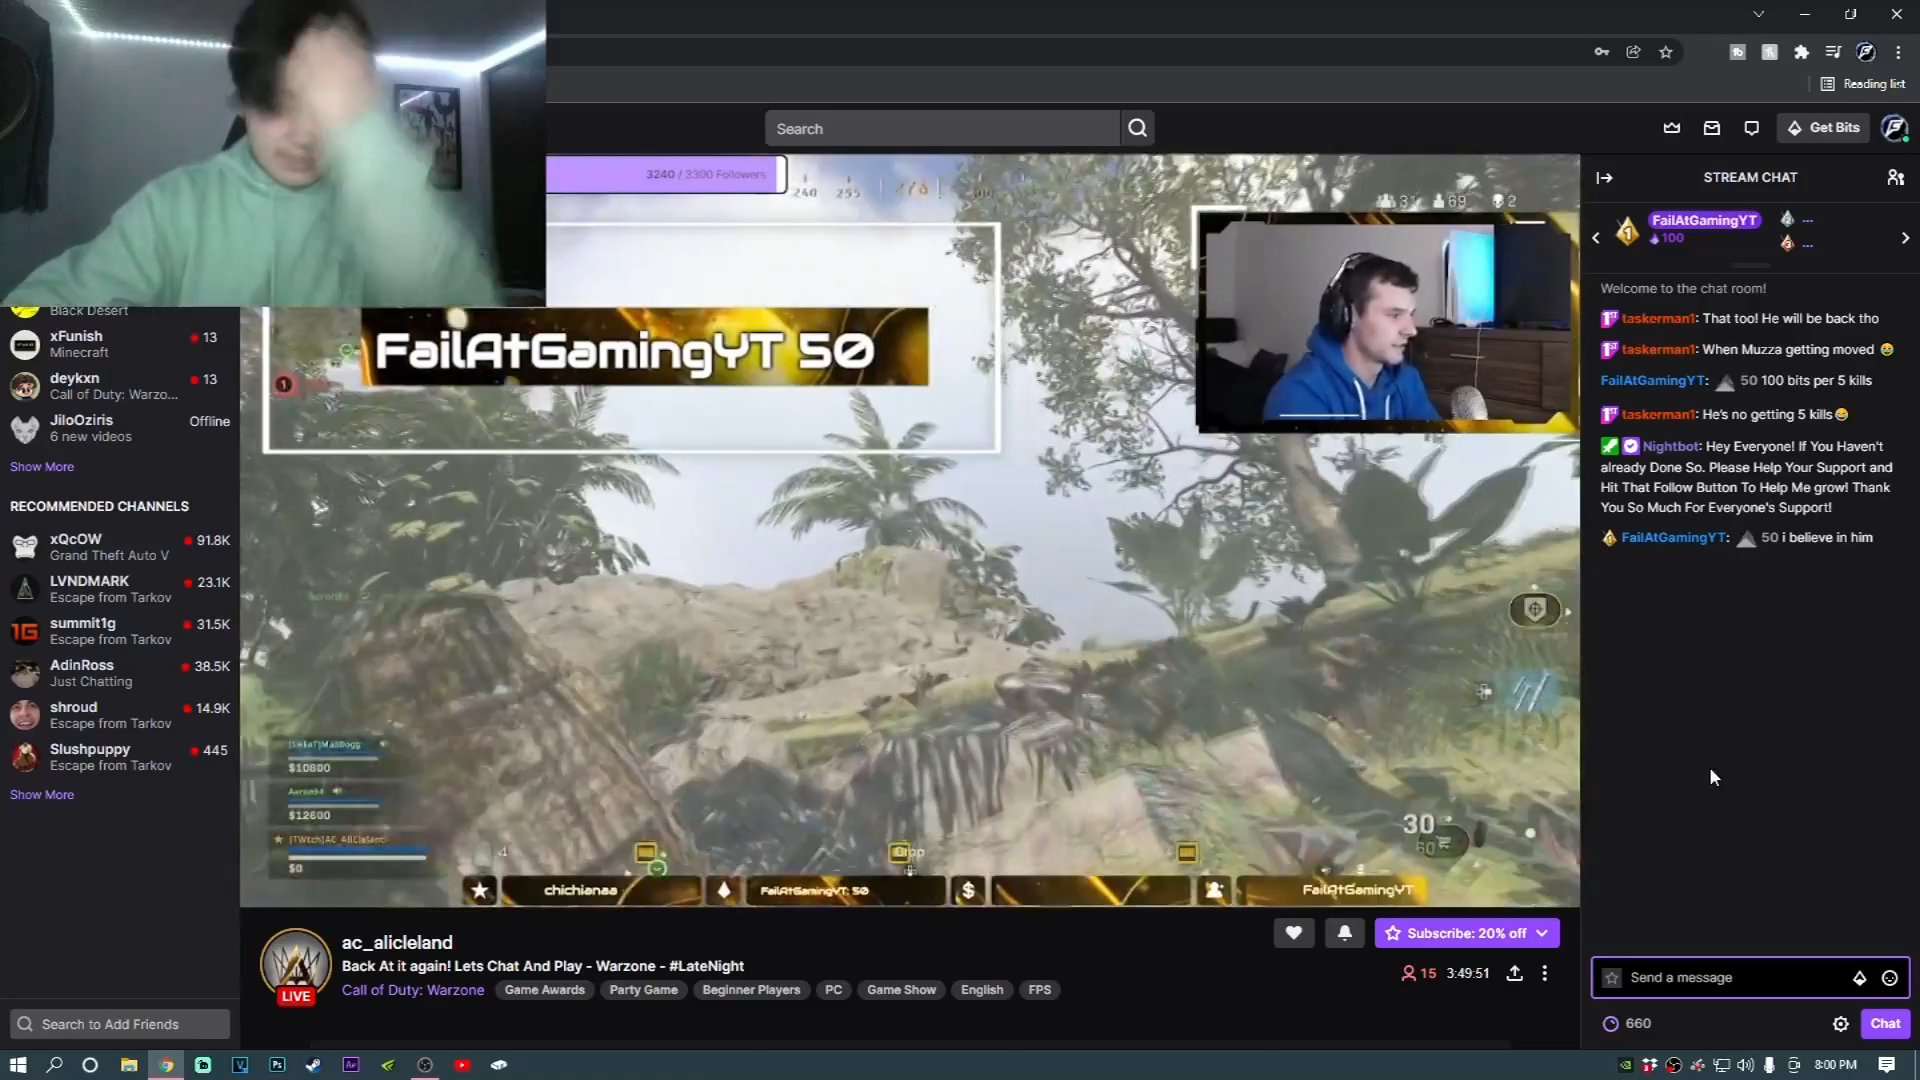 Reading list
Search
Get Bits
3240 / 3300 Followers
240
255
STREAM CHAT
FailAtGamingYT
100
...
...
FailAtGamingYT 50
1
31
69
2
Welcome to the chat room!
taskerman1: That too! He will be back tho
taskerman1: When Muzza getting moved
FailAtGamingYT: 50 100 bits per 5 kills
taskerman1: He's no getting 5 kills
Nightbot: Hey Everyone! If You Haven't
already Done So. Please Help Your Support and
Hit That Follow Button To Help Me grow! Thank
You So Much For Everyone's Support!
FailAtGamingYT: 50 i believe in him
Black Desert
xFunish
13
Minecraft
deykxn
13
Call of Duty: Warzo...
JiloOziris
Offline
6 new videos
Show More
RECOMMENDED CHANNELS
xQcOW
91.8K
Grand Theft Auto V
LVNDMARK
23.1K
Escape from Tarkov
summit1g
31.5K
Escape from Tarkov
AdinRoss
38.5K
Just Chatting
shroud
14.9K
Escape from Tarkov
Slushpuppy
445
Escape from Tarkov
Show More
$10800
$12600
$0
30
60
chichianaa
FailAtGamingYT: 50
$
FailAtGamingYT
ac_alicleland
Back At it again! Lets Chat And Play - Warzone - #LateNight
Call of Duty: Warzone
Game Awards
Party Game
Beginner Players
PC
Game Show
English
FPS
LIVE
Subscribe: 20% off
15
3:49:51
Send a message
660
Chat
Search to Add Friends
8:00 PM